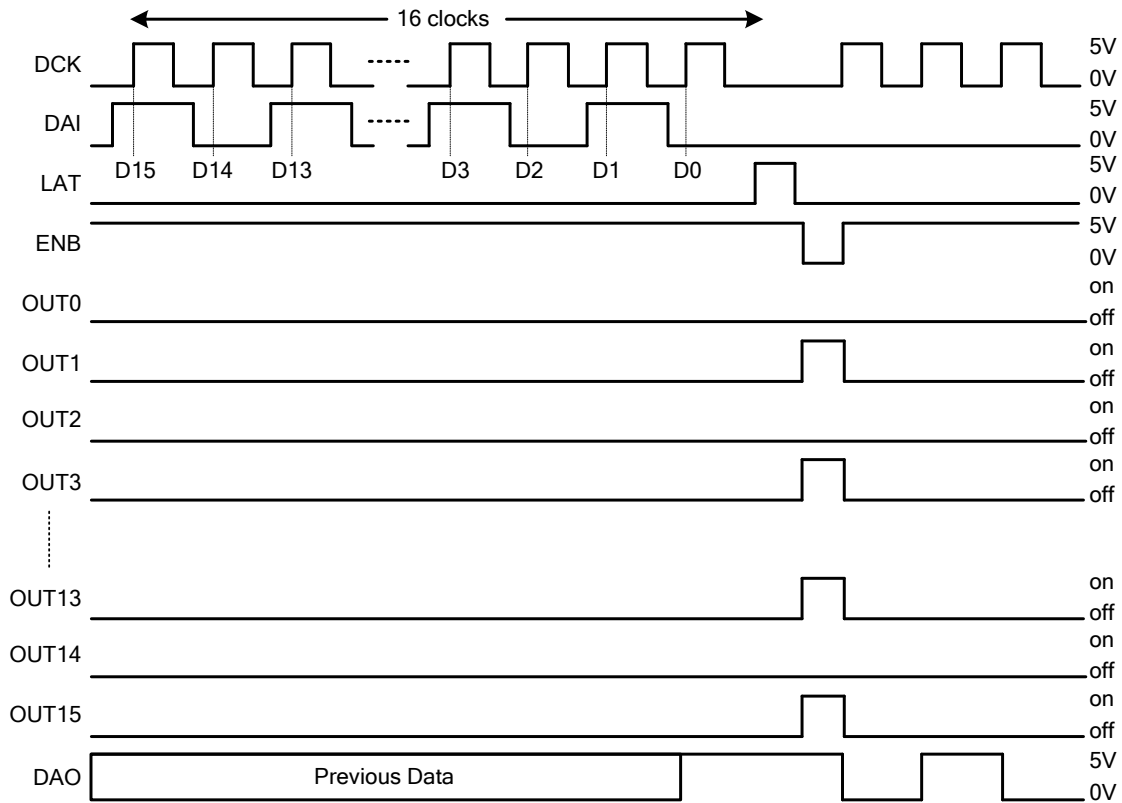 16 clocks
DCK
5V
0V
DAI
5V
0V
D15 D14 D13 D3 D2 D1 D0
LAT
5V
0V
ENB
5V
0V
OUT0
on
off
OUT1
on
off
OUT2
on
off
OUT3
on
off
OUT13
on
off
OUT14
on
off
OUT15
on
off
DAO
Previous Data
5V
0V